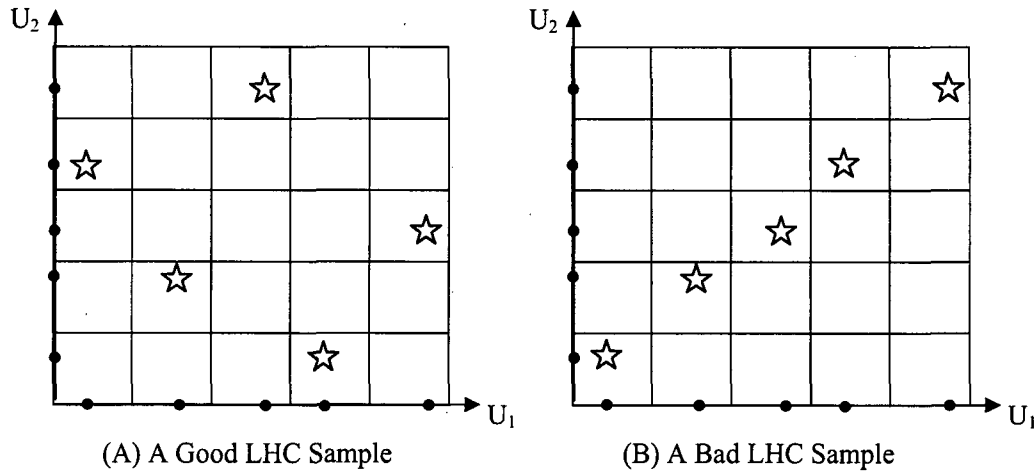 U₂
U₁
(A) A Good LHC Sample
U₂
U₁
(B) A Bad LHC Sample